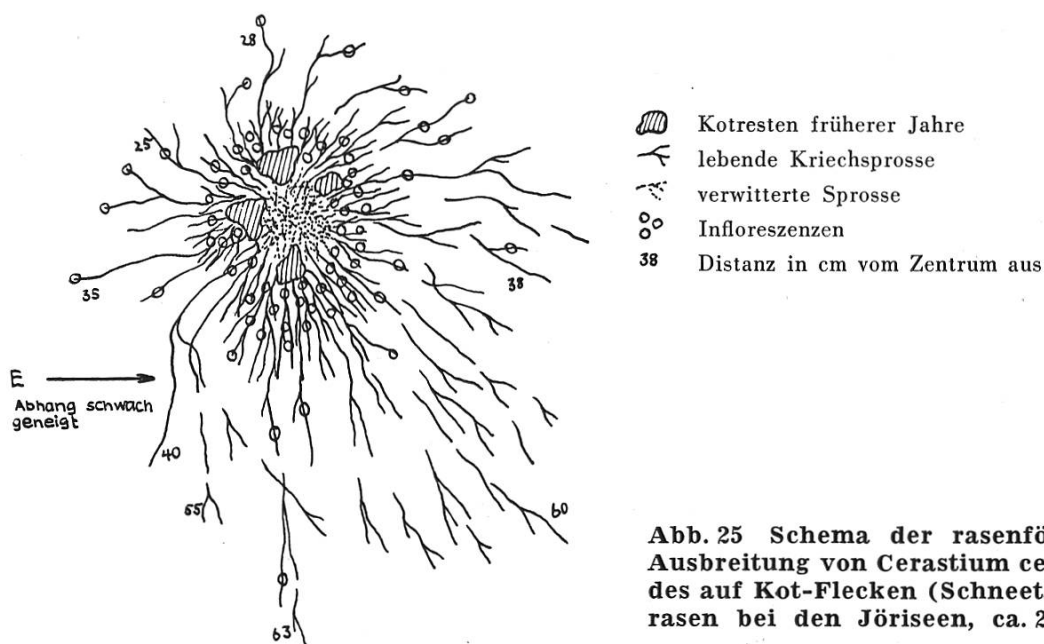 28
25
35
38
E
Abhang schwach
geneigt
40
55
60
63
Kotresten früherer Jahre
lebende Kriechsprosse
verwitterte Sprosse
Infloreszenzen
38 Distanz in cm vom Zentrum aus
Abb. 25 Schema der rasenfö
Ausbreitung von Cerastium ce
des auf Kot-Flecken (Schneet
rasen bei den Jöriseen, ca. 2